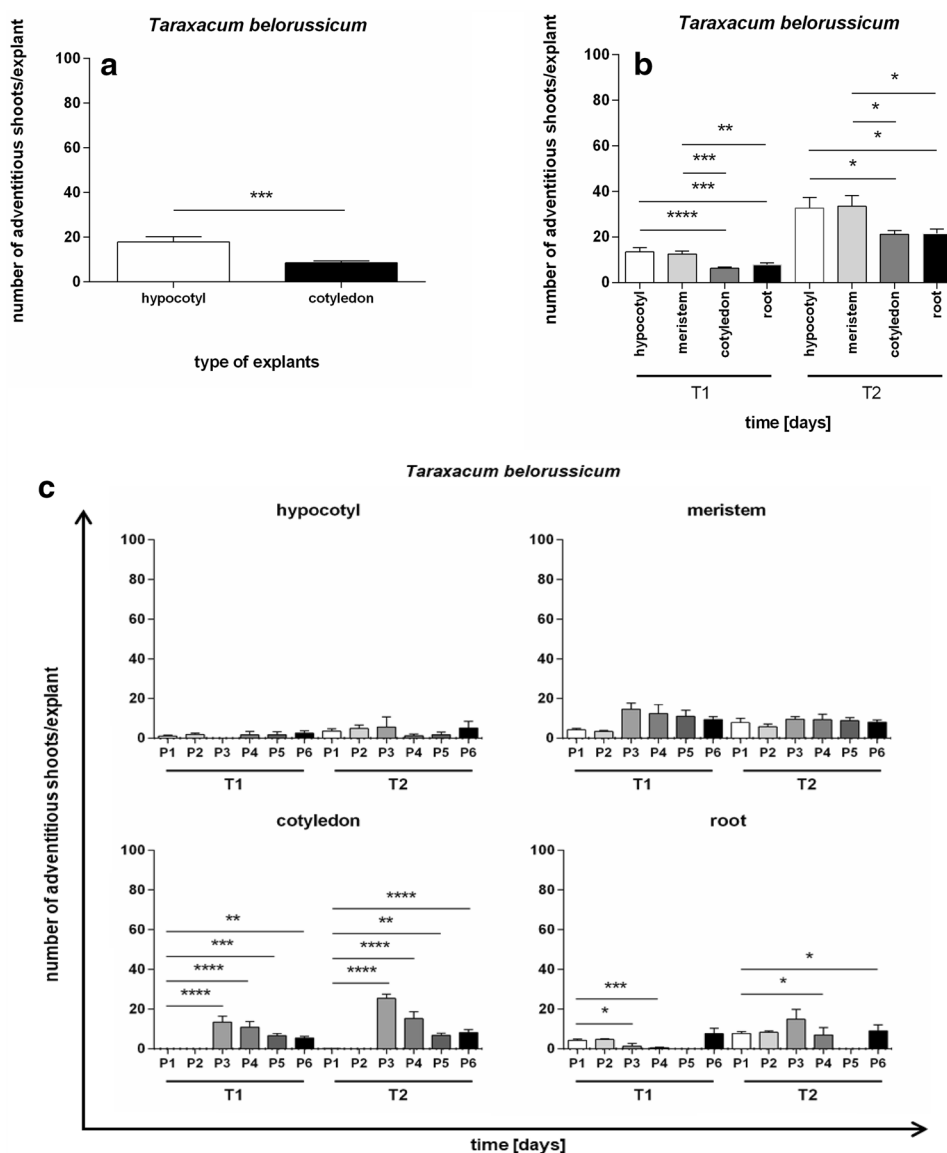 Taraxacum belorussicum
a
number of adventitious shoots/explant
100
80
60
40
20
0
***
hypocotyl cotyledon
type of explants
Taraxacum belorussicum
b
number of adventitious shoots/explant
100
80
60
40
20
0
**
***
***
****
*
*
*
*
hypocotyl meristem cotyledon root hypocotyl meristem cotyledon root
T1 T2
time [days]
c
Taraxacum belorussicum
number of adventitious shoots/explant
hypocotyl
100
80
60
40
20
0
P1 P2 P3 P4 P5 P6 P1 P2 P3 P4 P5 P6
T1 T2
meristem
100
80
60
40
20
0
P1 P2 P3 P4 P5 P6 P1 P2 P3 P4 P5 P6
T1 T2
cotyledon
100
80
60
40
20
0
**
***
****
****
****
**
****
****
P1 P2 P3 P4 P5 P6 P1 P2 P3 P4 P5 P6
T1 T2
root
100
80
60
40
20
0
***
*
*
*
P1 P2 P3 P4 P5 P6 P1 P2 P3 P4 P5 P6
T1 T2
time [days]